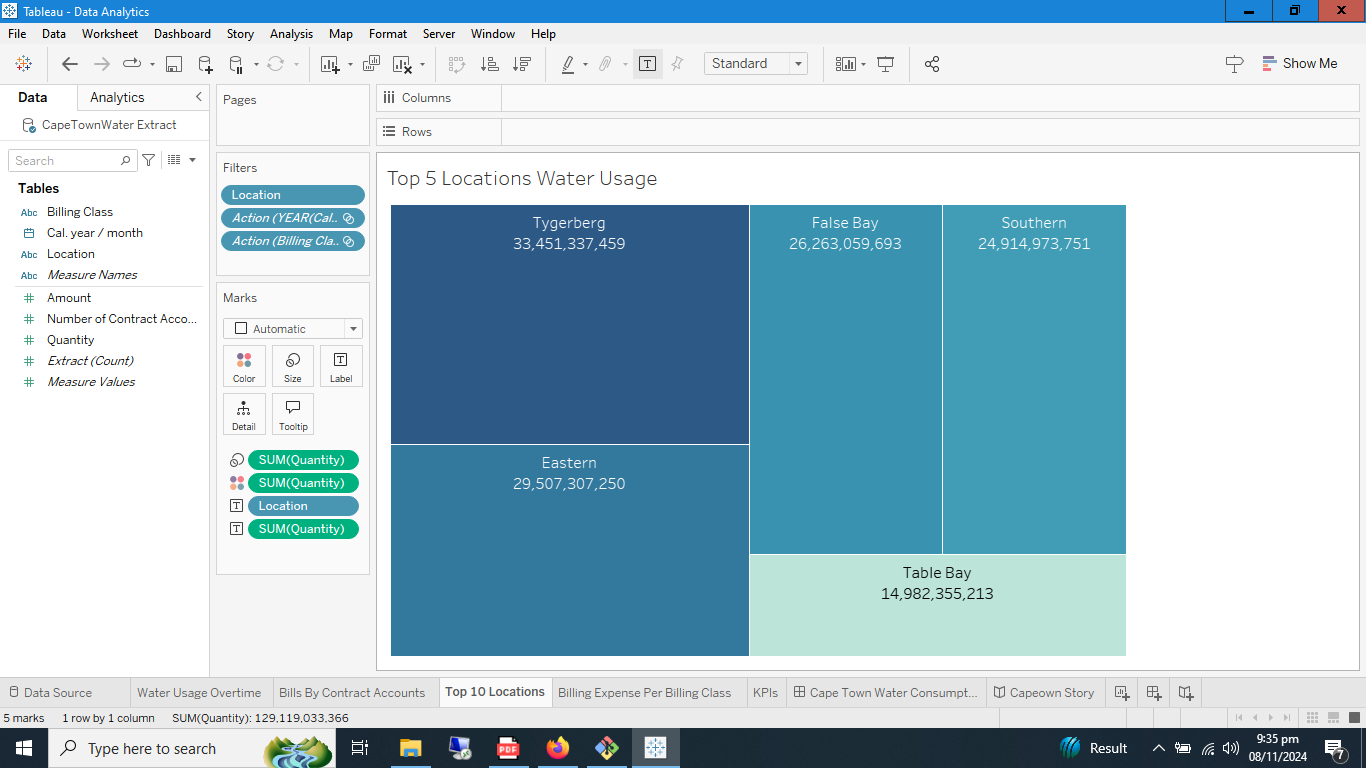 Tableau - Data Analytics
File Data Worksheet Dashboard Story Analysis Map Format Server Window Help
Standard
Show Me
Data Analytics
CapeTownWater Extract
Search
Tables
Abc Billing Class
Cal. year / month
Abc Location
Abc Measure Names
Amount
Number of Contract Acco...
Quantity
Extract (Count)
Measure Values
Pages
Filters
Location
Action (YEAR(Cal..
Action (Billing Cla..
Marks
Automatic
Color Size Label
Detail Tooltip
SUM(Quantity)
SUM(Quantity)
Location
SUM(Quantity)
Columns
Rows
Top 5 Locations Water Usage
Tygerberg
33,451,337,459
False Bay
26,263,059,693
Southern
24,914,973,751
Eastern
29,507,307,250
Table Bay
14,982,355,213
Data Source Water Usage Overtime Bills By Contract Accounts Top 10 Locations Billing Expense Per Billing Class KPIs Cape Town Water Consumpt... Capeown Story
5 marks 1 row by 1 column SUM(Quantity): 129,119,033,366
Type here to search
PDF
Result
9:35 pm
08/11/2024
7